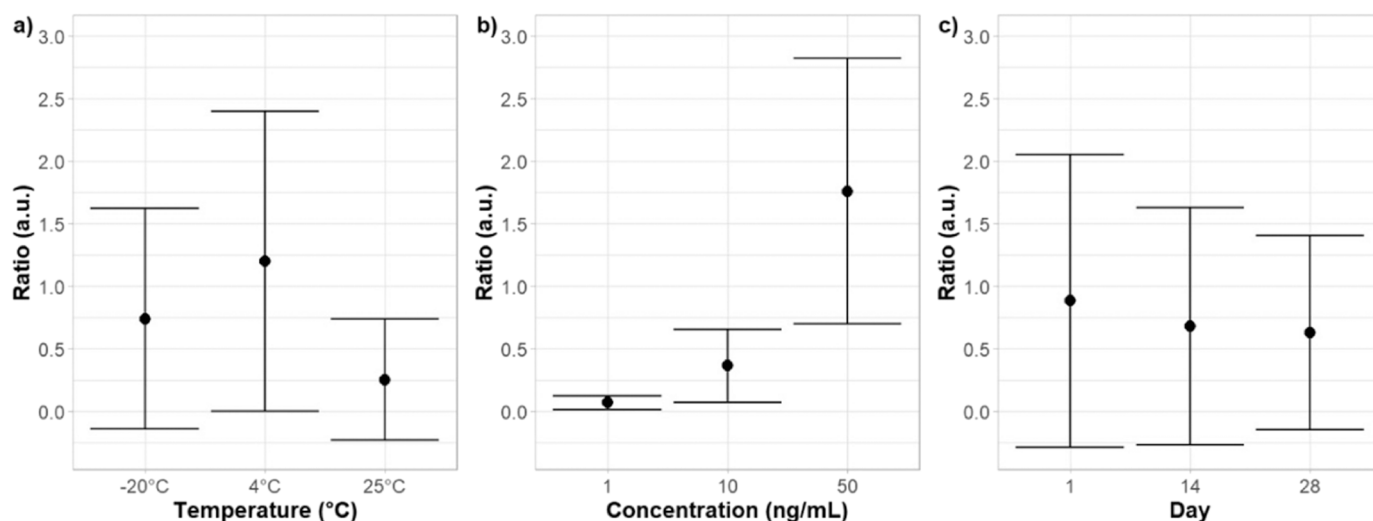 a)
3.0
2.5
2.0
1.5
1.0
0.5
0.0
Ratio (a.u.)
-20°C 4°C 25°C
Temperature (°C)
b)
3.0
2.5
2.0
1.5
1.0
0.5
0.0
Ratio (a.u.)
1 10 50
Concentration (ng/mL)
c)
3.0
2.5
2.0
1.5
1.0
0.5
0.0
Ratio (a.u.)
1 14 28
Day